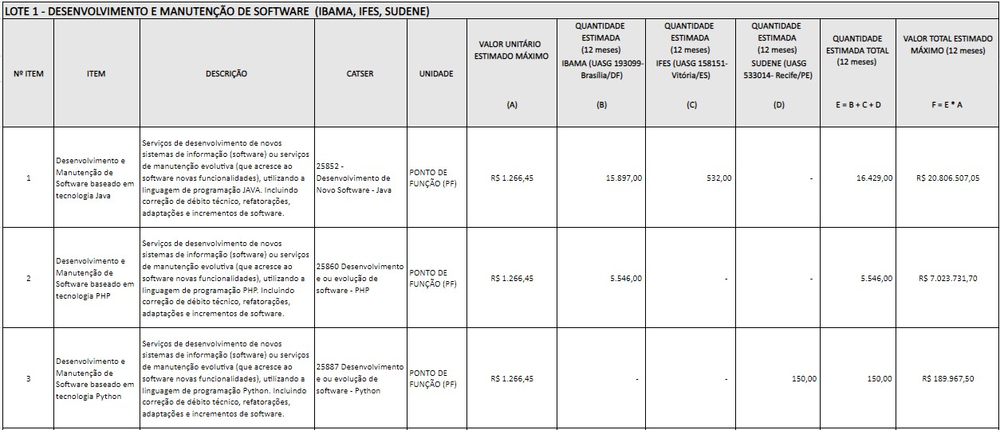 LOTE 1 - DESENVOLVIMENTO E MANUTENÇÃO DE SOFTWARE (IBAMA, IFES, SUDENE)
Nº ITEM
ITEM
DESCRIÇÃO
CATSER
UNIDADE
VALOR UNITÁRIO
ESTIMADO MÁXIMO
(A)
QUANTIDADE
ESTIMADA
(12 meses)
IBAMA (UASG 193099-
Brasília/DF)
(B)
QUANTIDADE
ESTIMADA
(12 meses)
IFES (UASG 158151-
Vitória/ES)
(C)
QUANTIDADE
ESTIMADA
(12 meses)
SUDENE (UASG
533014- Recife/PE)
(D)
QUANTIDADE
ESTIMADA TOTAL
(12 meses)
E = B + C + D
VALOR TOTAL ESTIMADO
MÁXIMO (12 meses)
F = E * A
1
Desenvolvimento e
Manutenção de
Software baseado em
tecnologia Java
Serviços de desenvolvimento de novos
sistemas de informação (software) ou serviços
de manutenção evolutiva (que acresce ao
software novas funcionalidades), utilizando a
linguagem de programação JAVA. Incluindo
correção de débito técnico, refatorações,
adaptações e incrementos de software.
25852 -
Desenvolvimento de
Novo Software - Java
PONTO DE
FUNÇÃO (PF)
R$ 1.266,45
15.897,00
532,00
-
16.429,00
R$ 20.806.507,05
2
Desenvolvimento e
Manutenção de
Software baseado em
tecnologia PHP
Serviços de desenvolvimento de novos
sistemas de informação (software) ou serviços
de manutenção evolutiva (que acresce ao
software novas funcionalidades), utilizando a
linguagem de programação PHP. Incluindo
correção de débito técnico, refatorações,
adaptações e incrementos de software.
25860 Desenvolvimento
e ou evolução de
software - PHP
PONTO DE
FUNÇÃO (PF)
R$ 1.266,45
5.546,00
-
-
5.546,00
R$ 7.023.731,70
3
Desenvolvimento e
Manutenção de
Software baseado em
tecnologia Python
Serviços de desenvolvimento de novos
sistemas de informação (software) ou serviços
de manutenção evolutiva (que acresce ao
software novas funcionalidades), utilizando a
linguagem de programação Python. Incluindo
correção de débito técnico, refatorações,
adaptações e incrementos de software.
25887 Desenvolvimento
e ou evolução de
software - Python
PONTO DE
FUNÇÃO (PF)
R$ 1.266,45
-
-
150,00
150,00
R$ 189.967,50